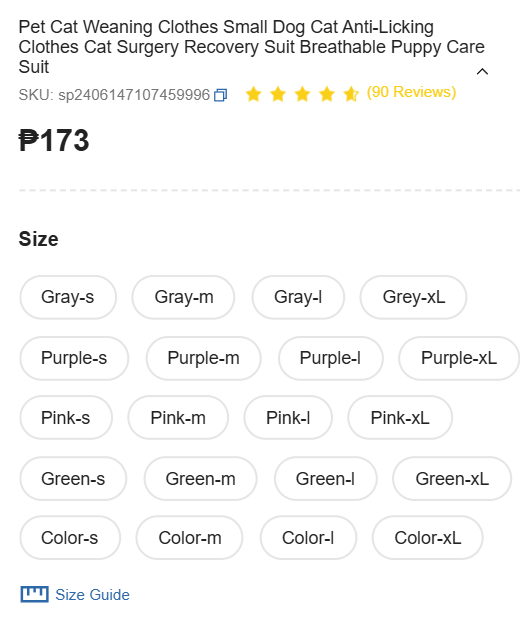 Pet Cat Weaning Clothes Small Dog Cat Anti-Licking
Clothes Cat Surgery Recovery Suit Breathable Puppy Care
Suit
SKU: sp2406147107459996 (90 Reviews)
₱173
Size
Gray-s Gray-m Gray-l Grey-xL
Purple-s Purple-m Purple-l Purple-xL
Pink-s Pink-m Pink-l Pink-xL
Green-s Green-m Green-l Green-xL
Color-s Color-m Color-l Color-xL
Size Guide